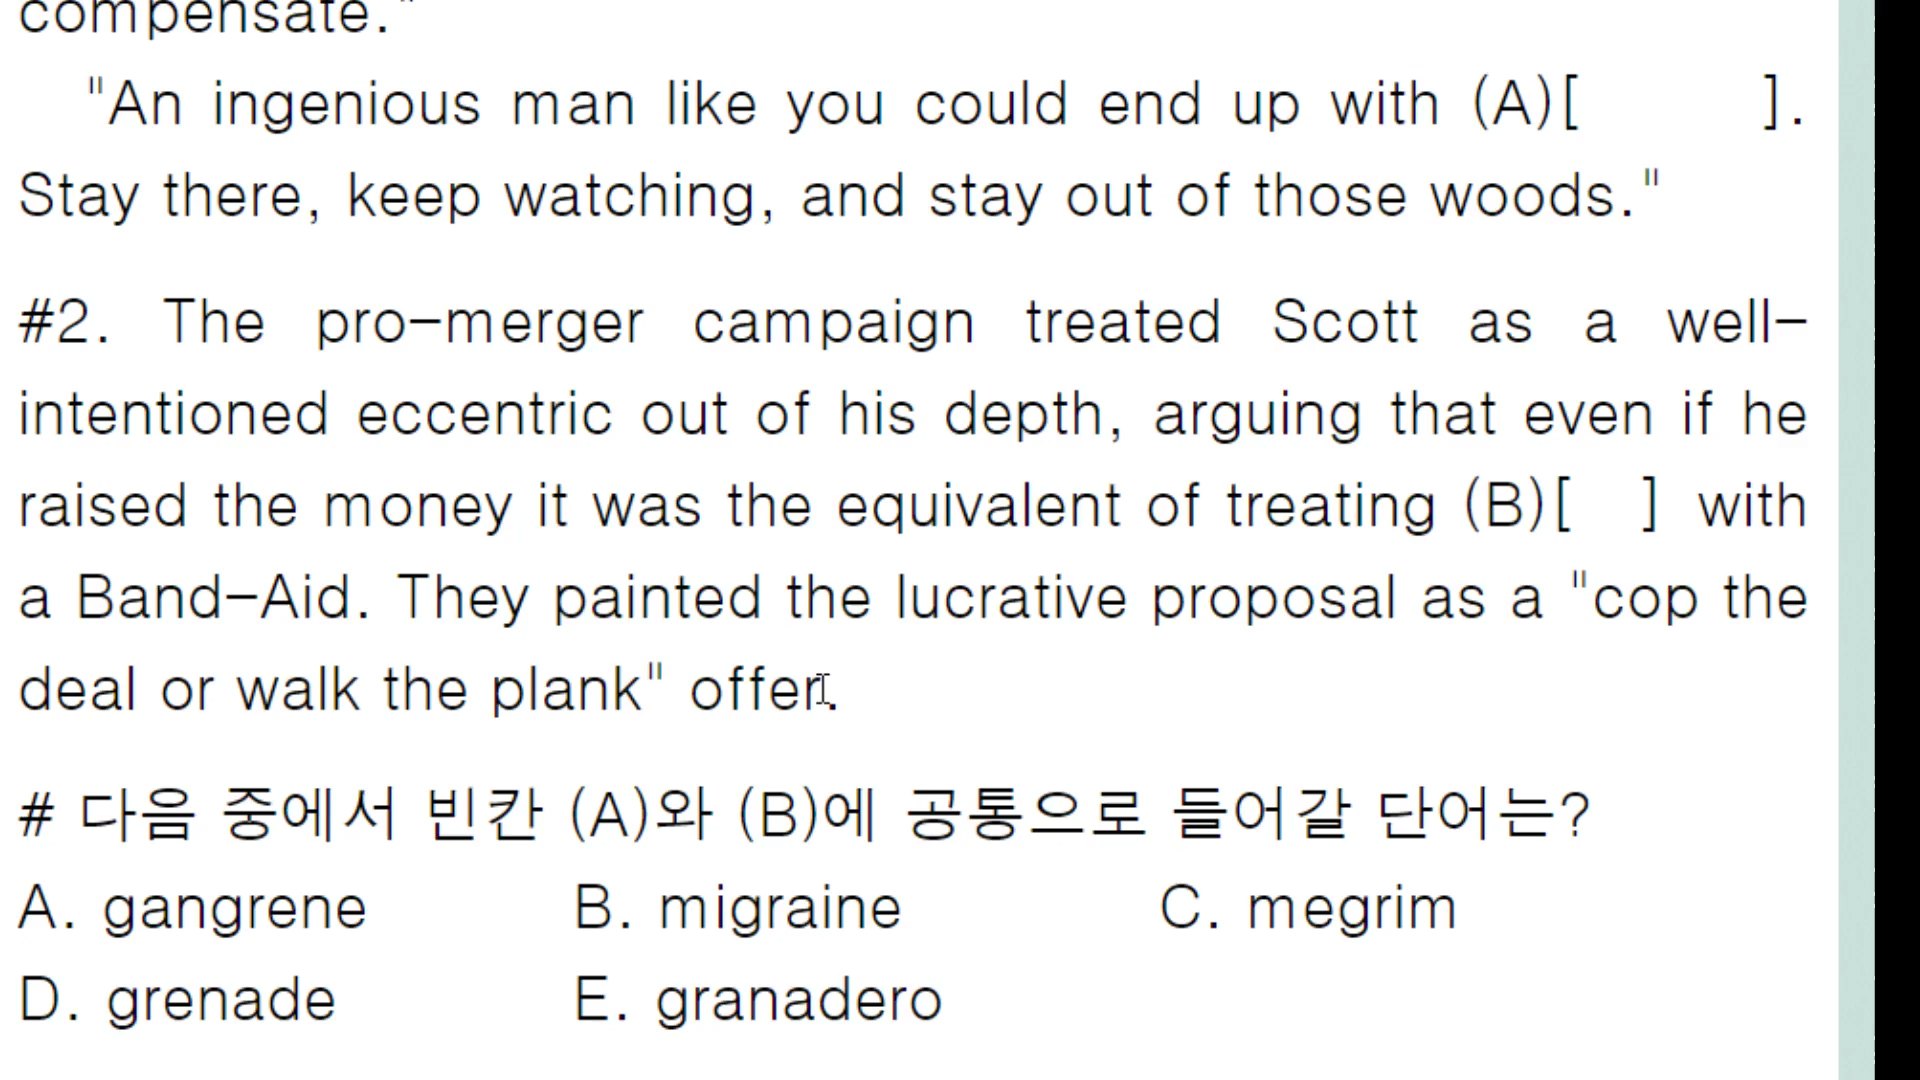 compensate."
"An ingenious man like you could end up with (A)[ ].
Stay there, keep watching, and stay out of those woods."
#2. The pro-merger campaign treated Scott as a well-
intentioned eccentric out of his depth, arguing that even if he
raised the money it was the equivalent of treating (B)[ ] with
a Band-Aid. They painted the lucrative proposal as a "cop the
deal or walk the plank" offer.
# 다음 중에서 빈칸 (A)와 (B)에 공통으로 들어갈 단어는?
A. gangrene B. migraine C. megrim
D. grenade E. granadero